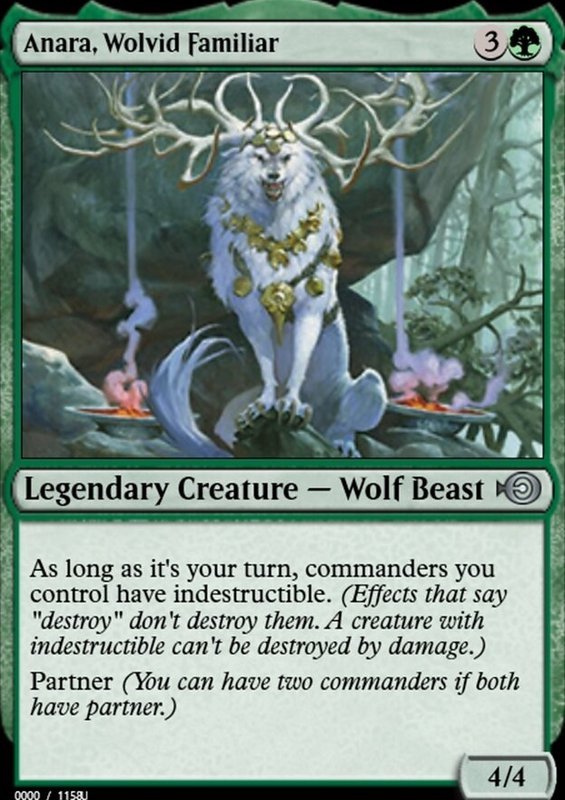 Anara, Wolvid Familiar 3
Legendary Creature — Wolf Beast
As long as it's your turn, commanders you
control have indestructible. (Effects that say
"destroy" don't destroy them. A creature with
indestructible can't be destroyed by damage.)
Partner (You can have two commanders if both
have partner.)
4/4
0000 / 1158U